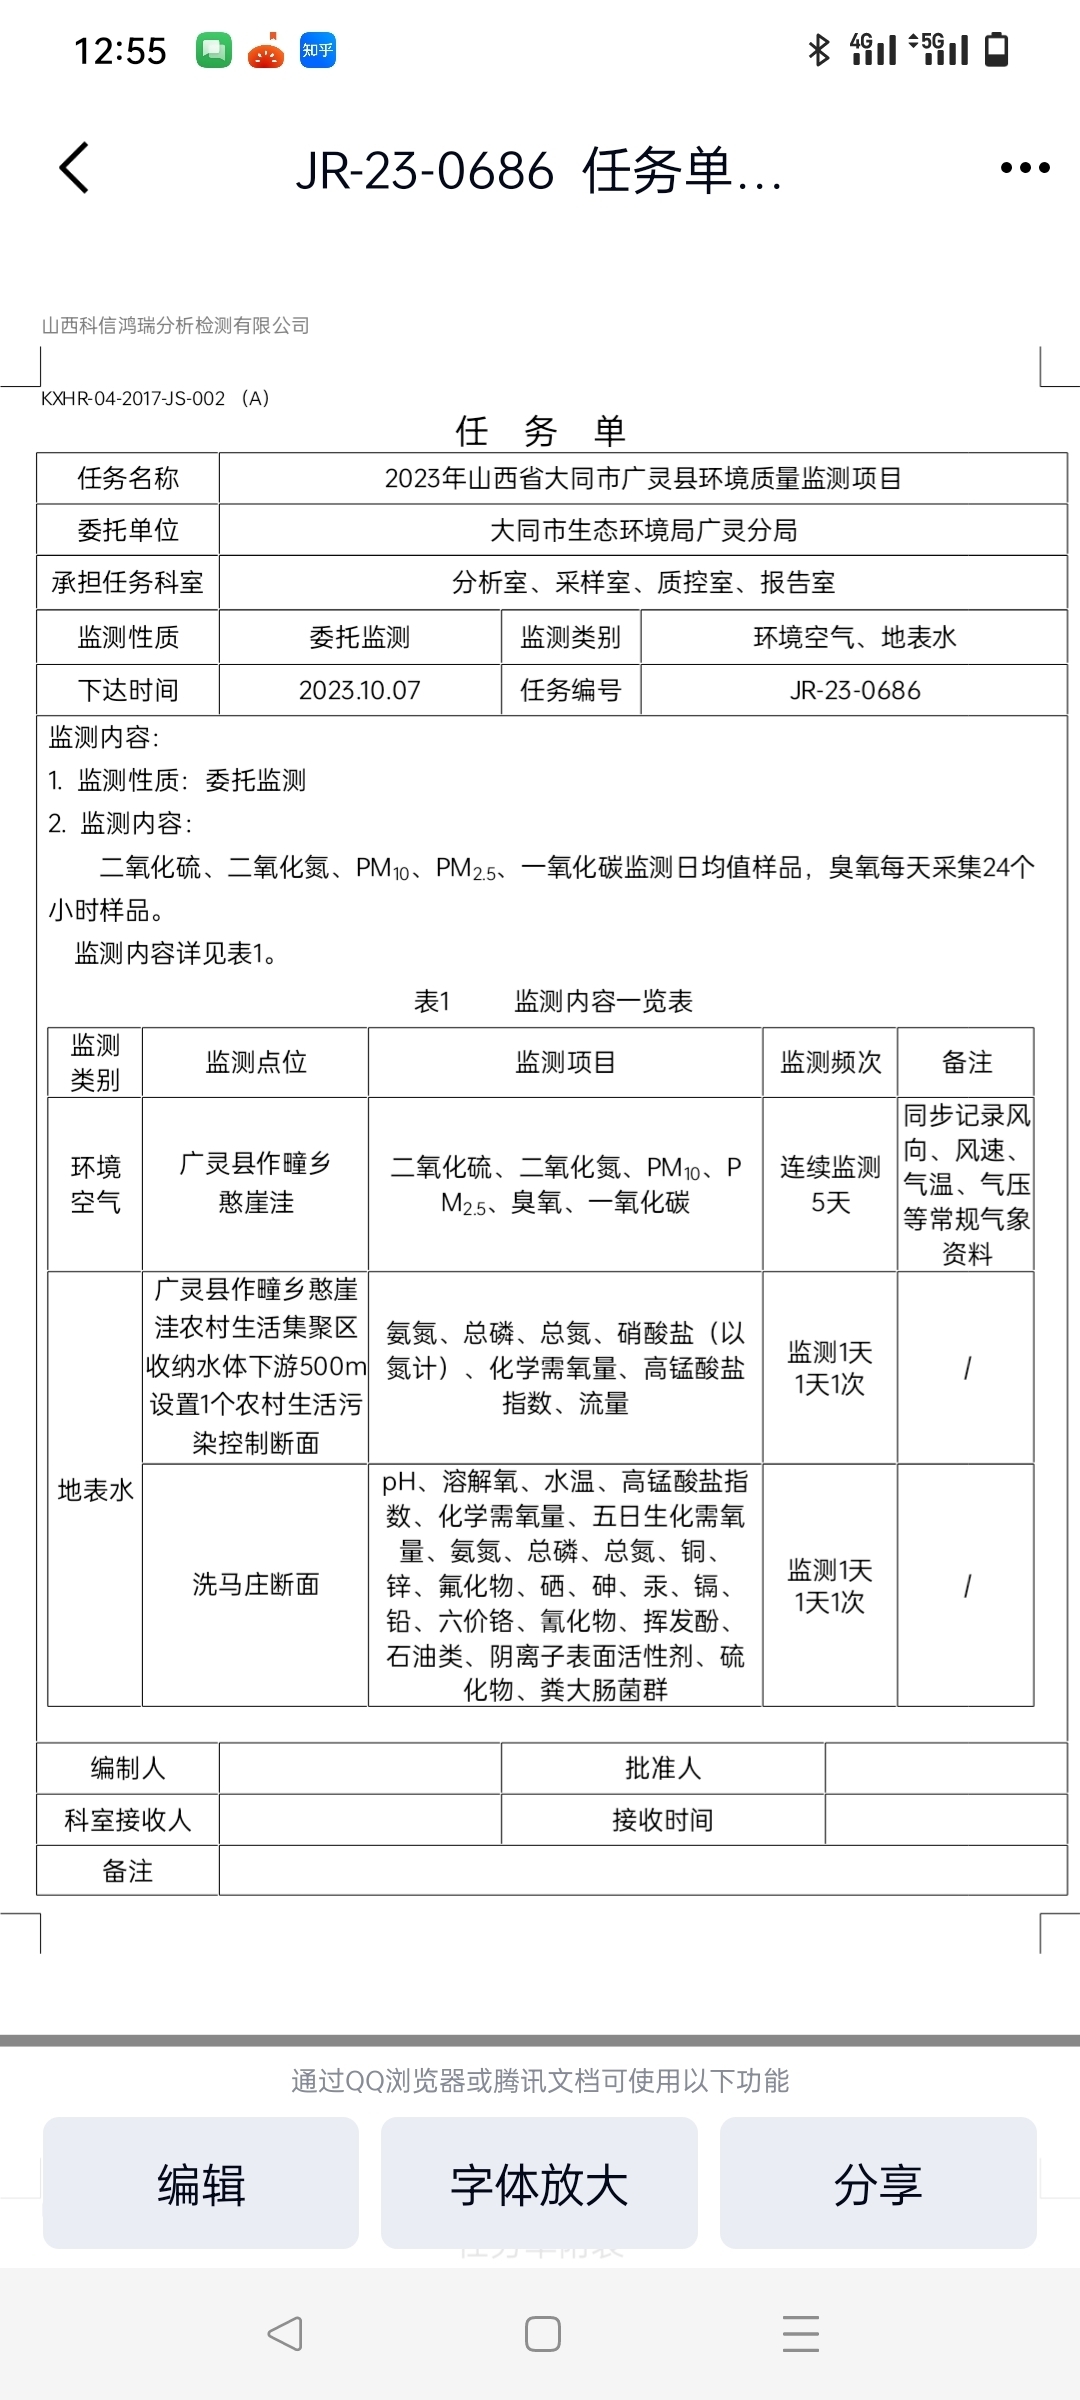 12:55
知乎
4G
5G
JR-23-0686 任务单...
山西科信鸿瑞分析检测有限公司
KXHR-04-2017-JS-002 （A）
任 务 单
任务名称 2023年山西省大同市广灵县环境质量监测项目
委托单位 大同市生态环境局广灵分局
承担任务科室 分析室、采样室、质控室、报告室
监测性质 委托监测 监测类别 环境空气、地表水
下达时间 2023.10.07 任务编号 JR-23-0686
监测内容：
1. 监测性质：委托监测
2. 监测内容：
二氧化硫、二氧化氮、PM10、PM2.5、一氧化碳监测日均值样品，臭氧每天采集24个
小时样品。
监测内容详见表1。
表1 监测内容一览表
监测
类别
监测点位
监测项目
监测频次
备注
环境
空气
广灵县作疃乡
憨崖洼
二氧化硫、二氧化氮、PM10、P
M2.5、臭氧、一氧化碳
连续监测
5天
同步记录风
向、风速、
气温、气压
等常规气象
资料
地表水
广灵县作疃乡憨崖
洼农村生活集聚区
收纳水体下游500m
设置1个农村生活污
染控制断面
氨氮、总磷、总氮、硝酸盐（以
氮计）、化学需氧量、高锰酸盐
指数、流量
监测1天
1天1次
/
洗马庄断面
pH、溶解氧、水温、高锰酸盐指
数、化学需氧量、五日生化需氧
量、氨氮、总磷、总氮、铜、
锌、氟化物、硒、砷、汞、镉、
铅、六价铬、氰化物、挥发酚、
石油类、阴离子表面活性剂、硫
化物、粪大肠菌群
监测1天
1天1次
/
编制人 批准人
科室接收人 接收时间
备注
通过QQ浏览器或腾讯文档可使用以下功能
编辑 字体放大 分享